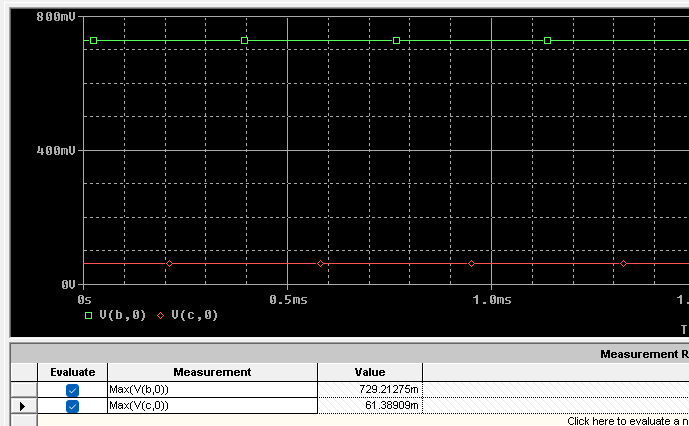 800mV
400mV
0V
0s 0.5ms 1.0ms 1.
V(b,0) V(c,0)
T
Measurement R
Evaluate Measurement Value
Max(V(b,0)) 729.21275m
Max(V(c,0)) 61.38909m
Click here to evaluate a n